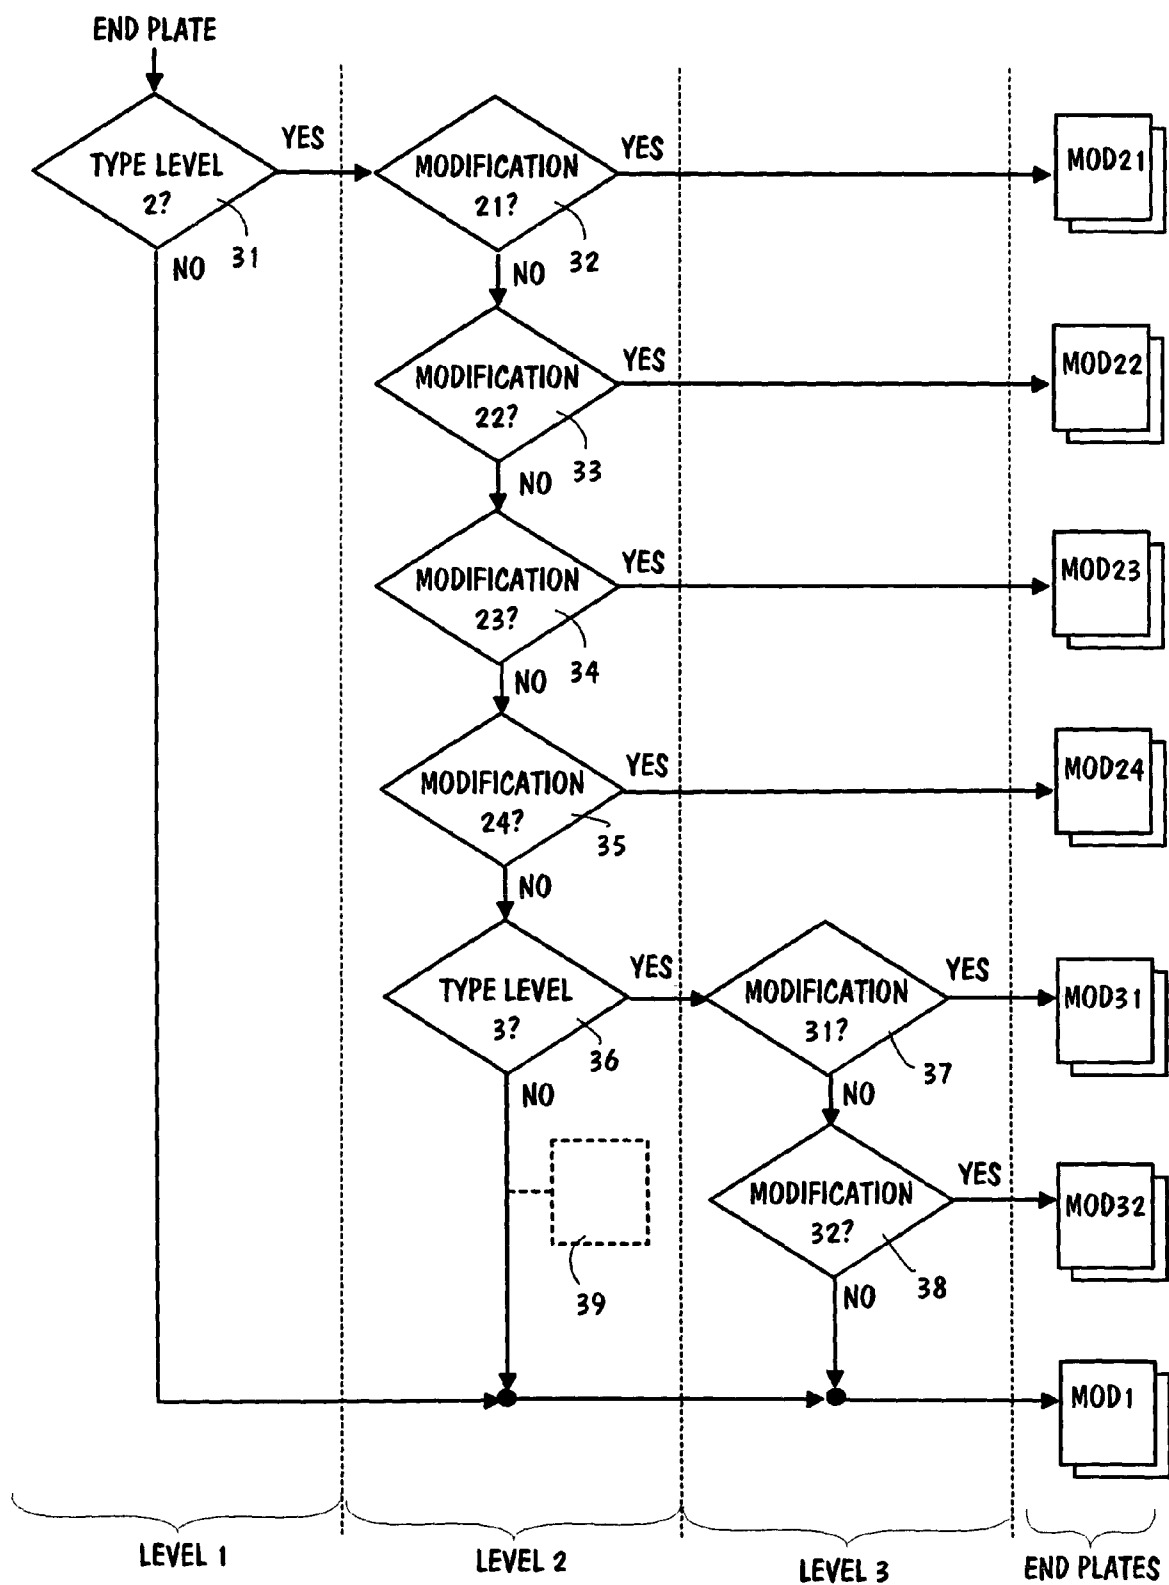 END PLATE
TYPE LEVEL
2?
YES
NO
31
MODIFICATION
21?
YES
32
NO
MOD21
MODIFICATION
22?
YES
33
NO
MOD22
MODIFICATION
23?
YES
34
NO
MOD23
MODIFICATION
24?
YES
35
NO
MOD24
TYPE LEVEL
3?
YES
36
NO
MODIFICATION
31?
YES
37
NO
MOD31
39
MODIFICATION
32?
YES
38
NO
MOD32
MOD1
LEVEL 1
LEVEL 2
LEVEL 3
END PLATES